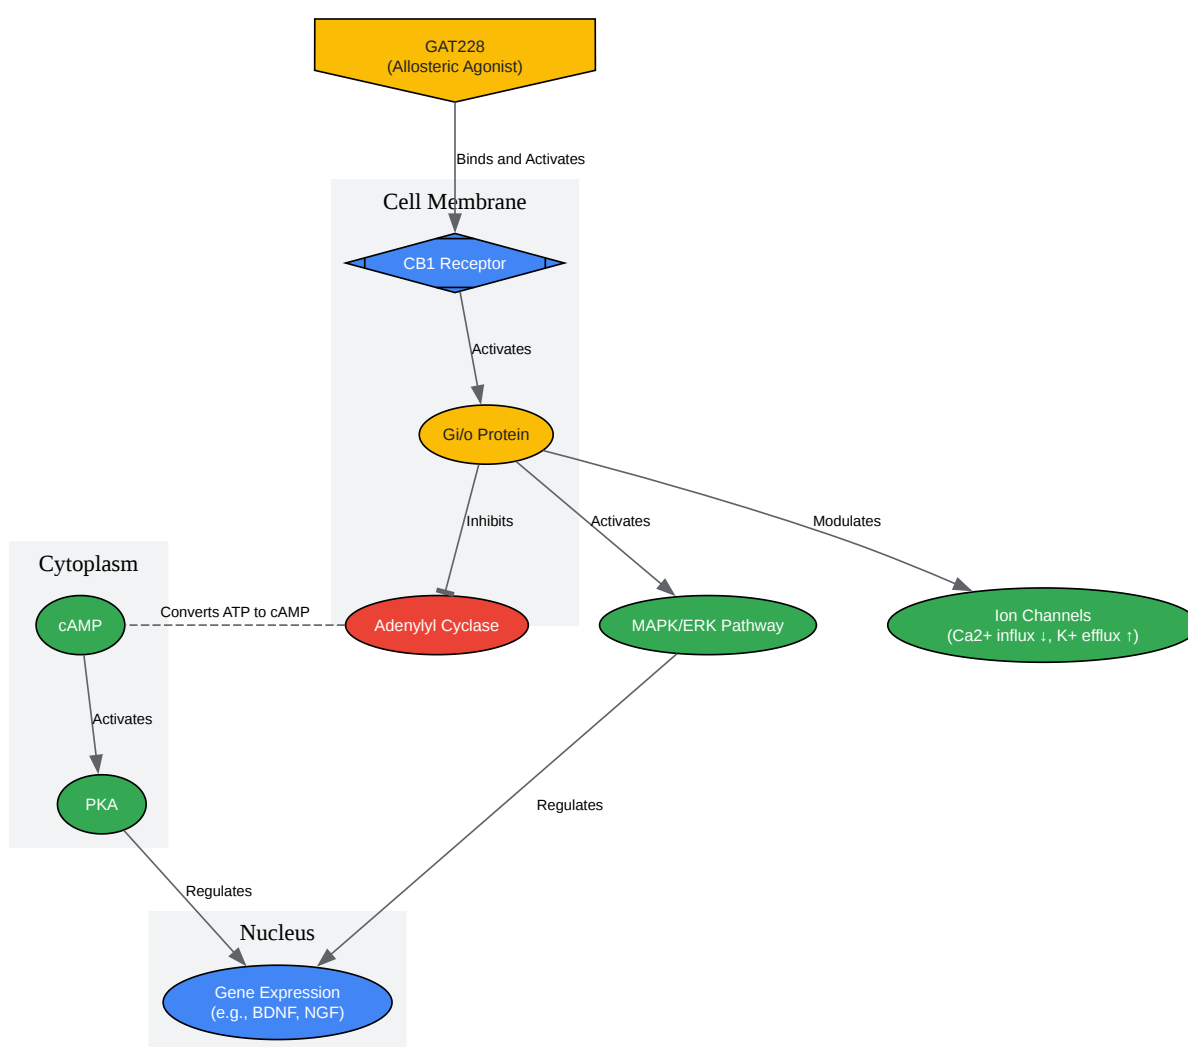 GAT228
(Allosteric Agonist)
Binds and Activates
Cell Membrane
CB1 Receptor
Activates
Gi/o Protein
Inhibits
Activates
Modulates
Cytoplasm
cAMP
Converts ATP to cAMP
Adenylyl Cyclase
MAPK/ERK Pathway
Ion Channels
(Ca2+ influx ↓, K+ efflux ↑)
Activates
PKA
Regulates
Regulates
Nucleus
Gene Expression
(e.g., BDNF, NGF)